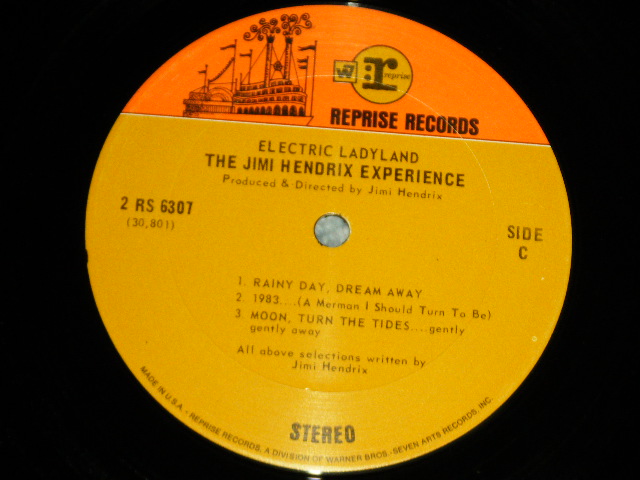 W7 r reprise
REPRISE RECORDS
ELECTRIC LADYLAND
THE JIMI HENDRIX EXPERIENCE
Produced & Directed by Jimi Hendrix
2 RS 6307
(30,801)
SIDE
C
1. RAINY DAY, DREAM AWAY
2. 1983....(A Merman I Should Turn To Be)
3. MOON, TURN THE TIDES....gently
gently away
All above selections written by
Jimi Hendrix
STEREO
MADE IN U.S.A. - REPRISE RECORDS, A DIVISION OF WARNER BROS.-SEVEN ARTS RECORDS, INC.